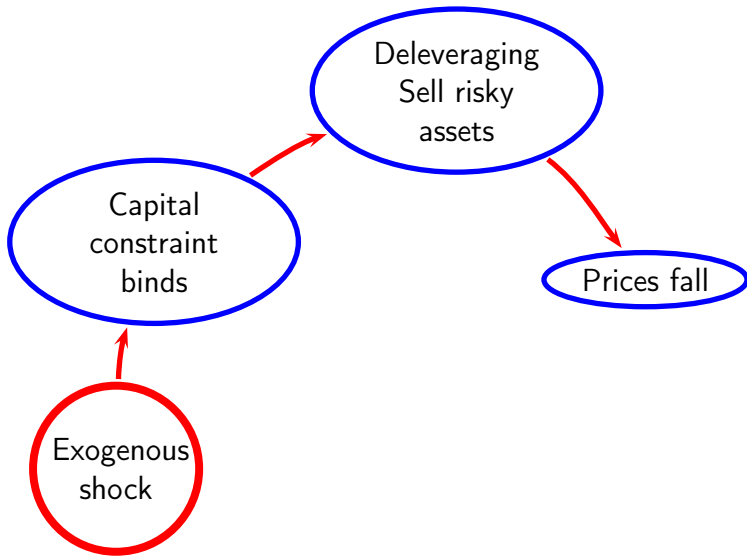 Deleveraging
Sell risky
assets
Capital
constraint
binds
Prices fall
Exogenous
shock